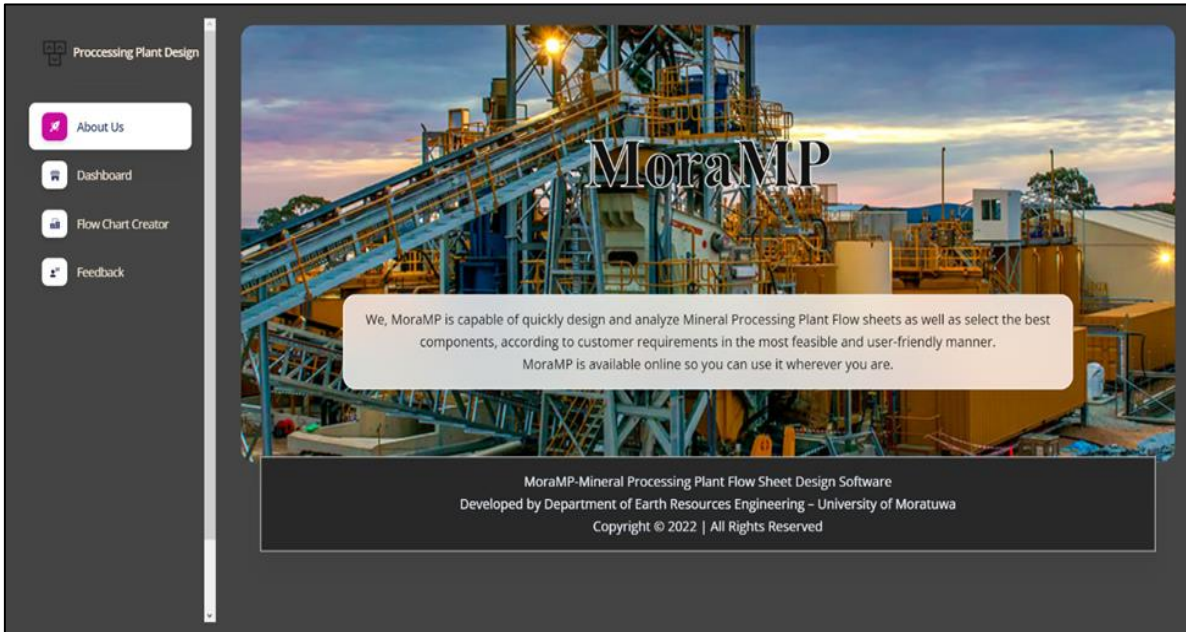 Proccessing Plant Design
About Us
Dashboard
Flow Chart Creator
Feedback
MoraMP
We, MoraMP is capable of quickly design and analyze Mineral Processing Plant Flow sheets as well as select the best
components, according to customer requirements in the most feasible and user-friendly manner.
MoraMP is available online so you can use it wherever you are.
MoraMP-Mineral Processing Plant Flow Sheet Design Software
Developed by Department of Earth Resources Engineering – University of Moratuwa
Copyright © 2022 | All Rights Reserved